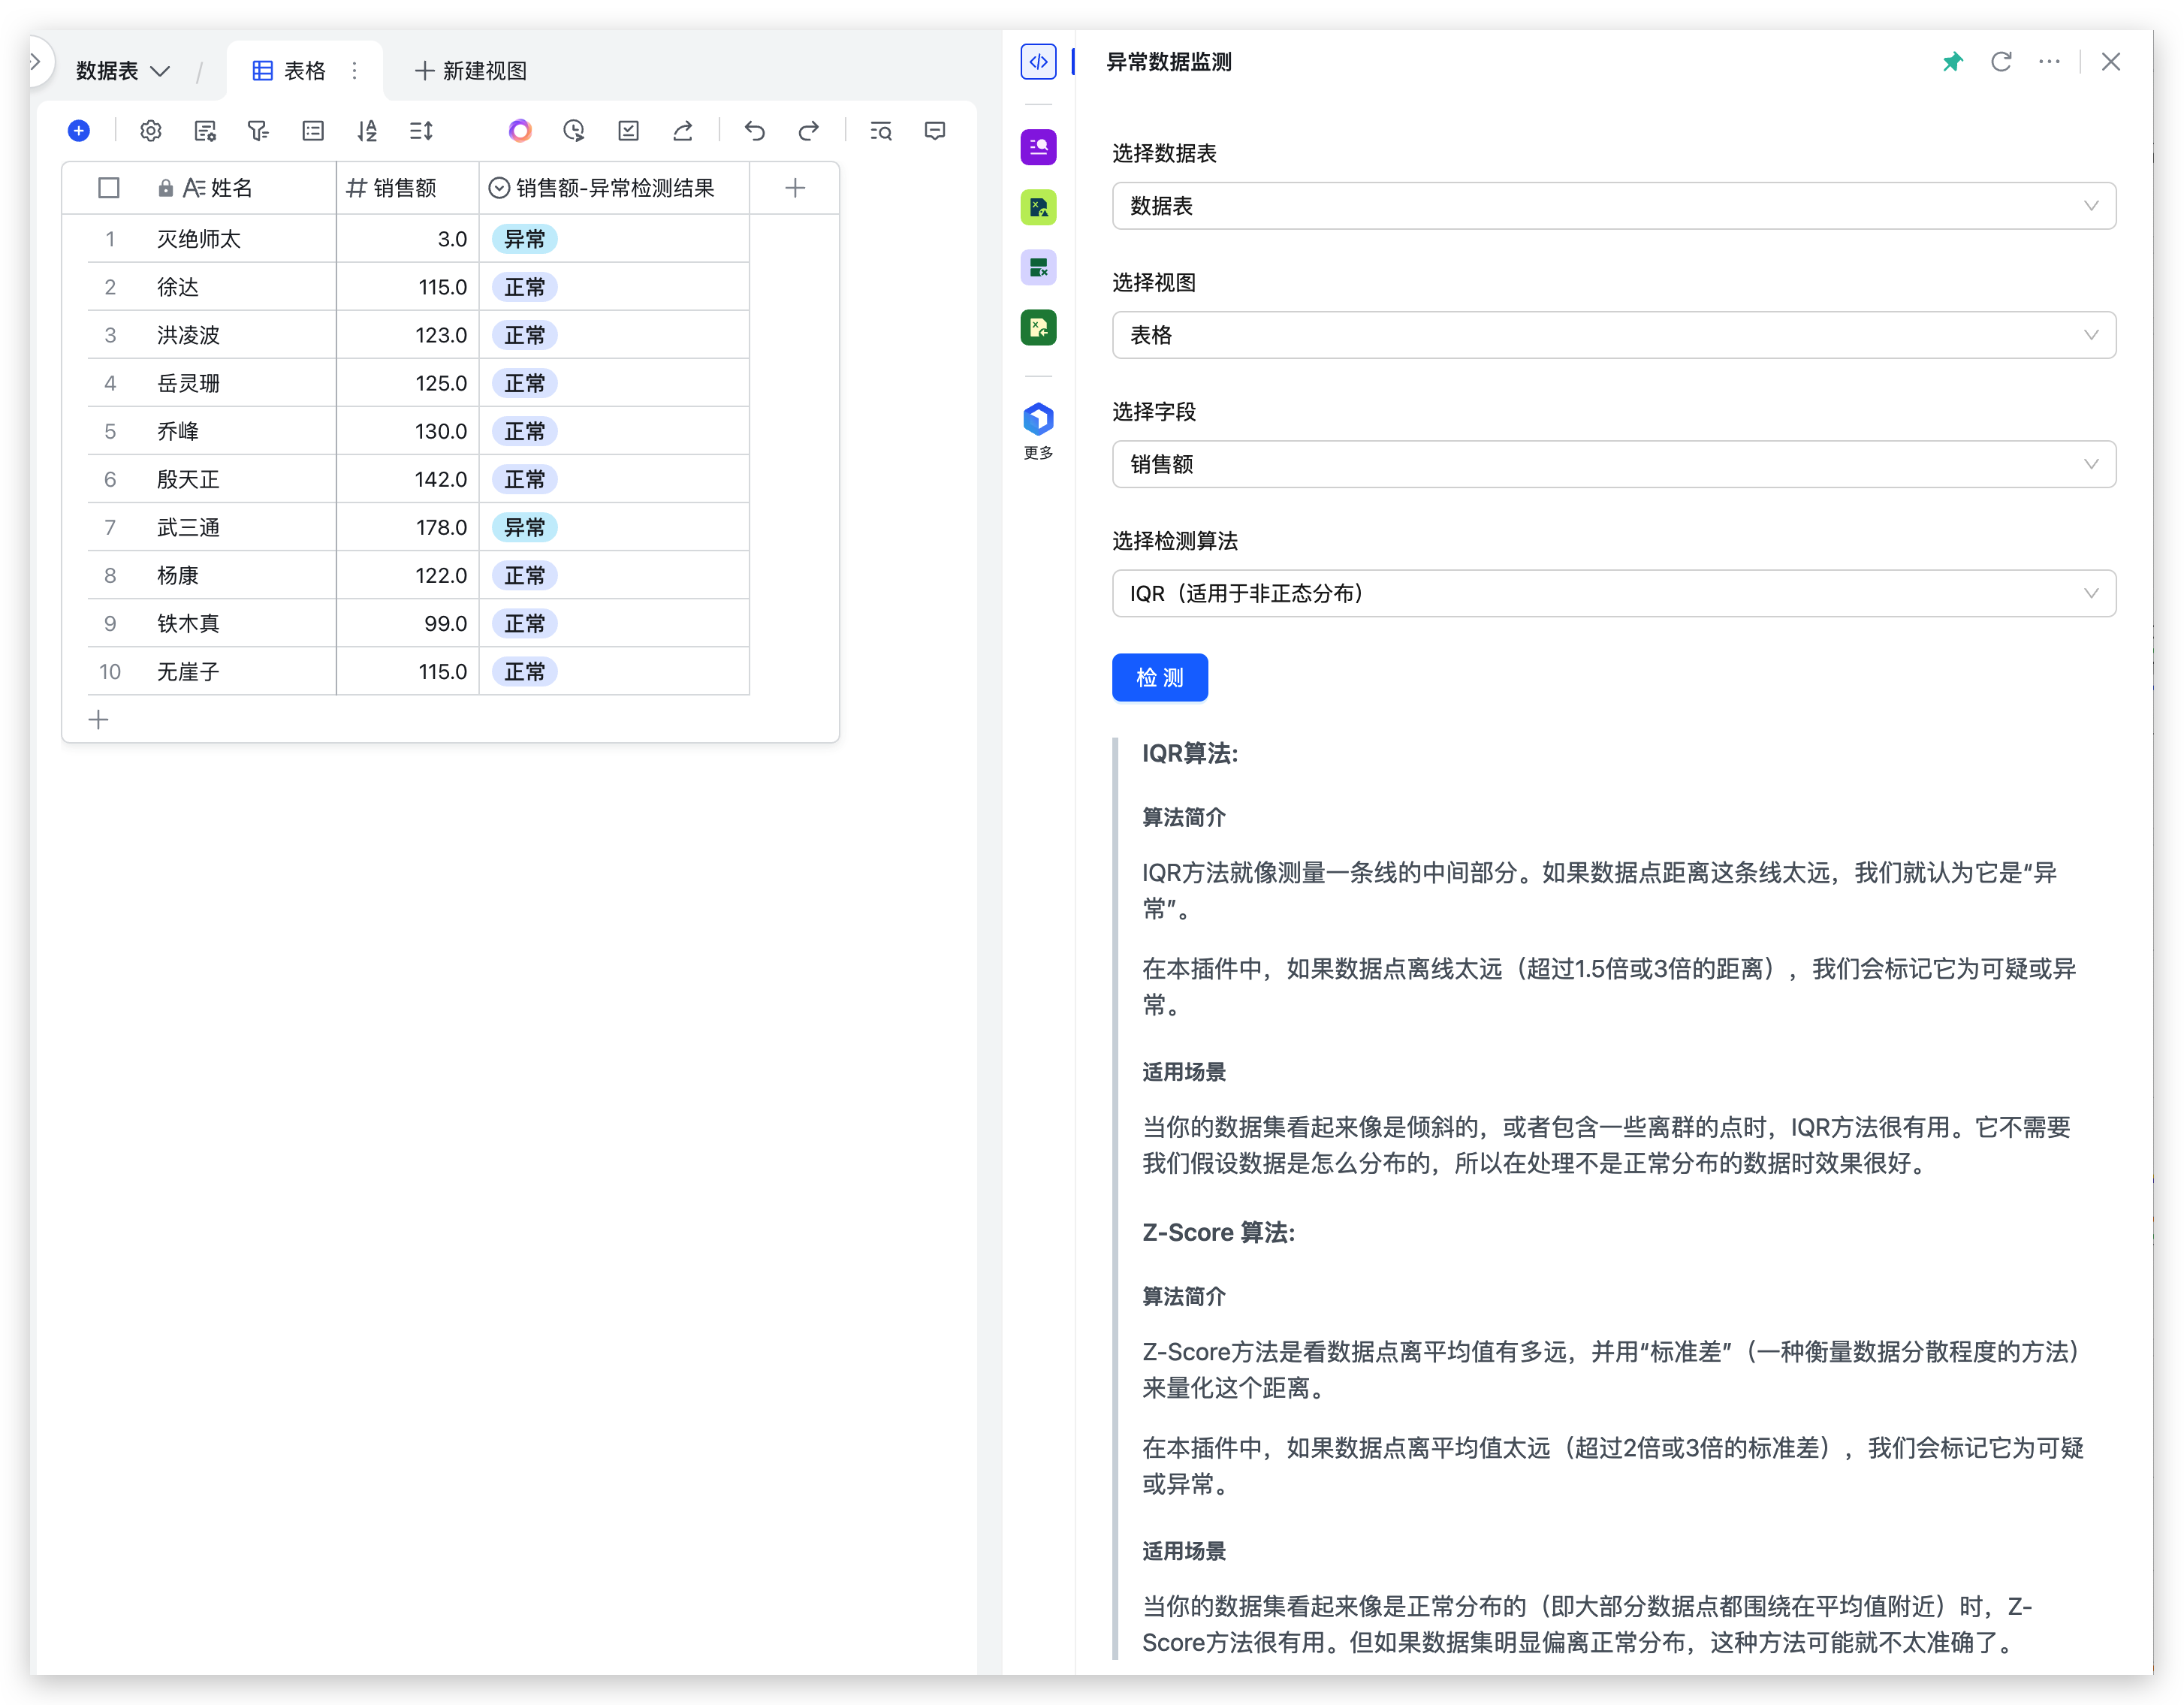 数据表 / 表格 新建视图
姓名 销售额 销售额-异常检测结果
1 灭绝师太 3.0 异常
2 徐达 115.0 正常
3 洪凌波 123.0 正常
4 岳灵珊 125.0 正常
5 乔峰 130.0 正常
6 殷天正 142.0 正常
7 武三通 178.0 异常
8 杨康 122.0 正常
9 铁木真 99.0 正常
10 无崖子 115.0 正常
更多
异常数据监测
选择数据表
数据表
选择视图
表格
选择字段
销售额
选择检测算法
IQR（适用于非正态分布）
检 测
IQR算法:
算法简介
IQR方法就像测量一条线的中间部分。如果数据点距离这条线太远，我们就认为它是“异
常”。
在本插件中，如果数据点离线太远（超过1.5倍或3倍的距离），我们会标记它为可疑或异
常。
适用场景
当你的数据集看起来像是倾斜的，或者包含一些离群的点时，IQR方法很有用。它不需要
我们假设数据是怎么分布的，所以在处理不是正常分布的数据时效果很好。
Z-Score 算法:
算法简介
Z-Score方法是看数据点离平均值有多远，并用“标准差”（一种衡量数据分散程度的方法）
来量化这个距离。
在本插件中，如果数据点离平均值太远（超过2倍或3倍的标准差），我们会标记它为可疑
或异常。
适用场景
当你的数据集看起来像是正常分布的（即大部分数据点都围绕在平均值附近）时，Z-
Score方法很有用。但如果数据集明显偏离正常分布，这种方法可能就不太准确了。